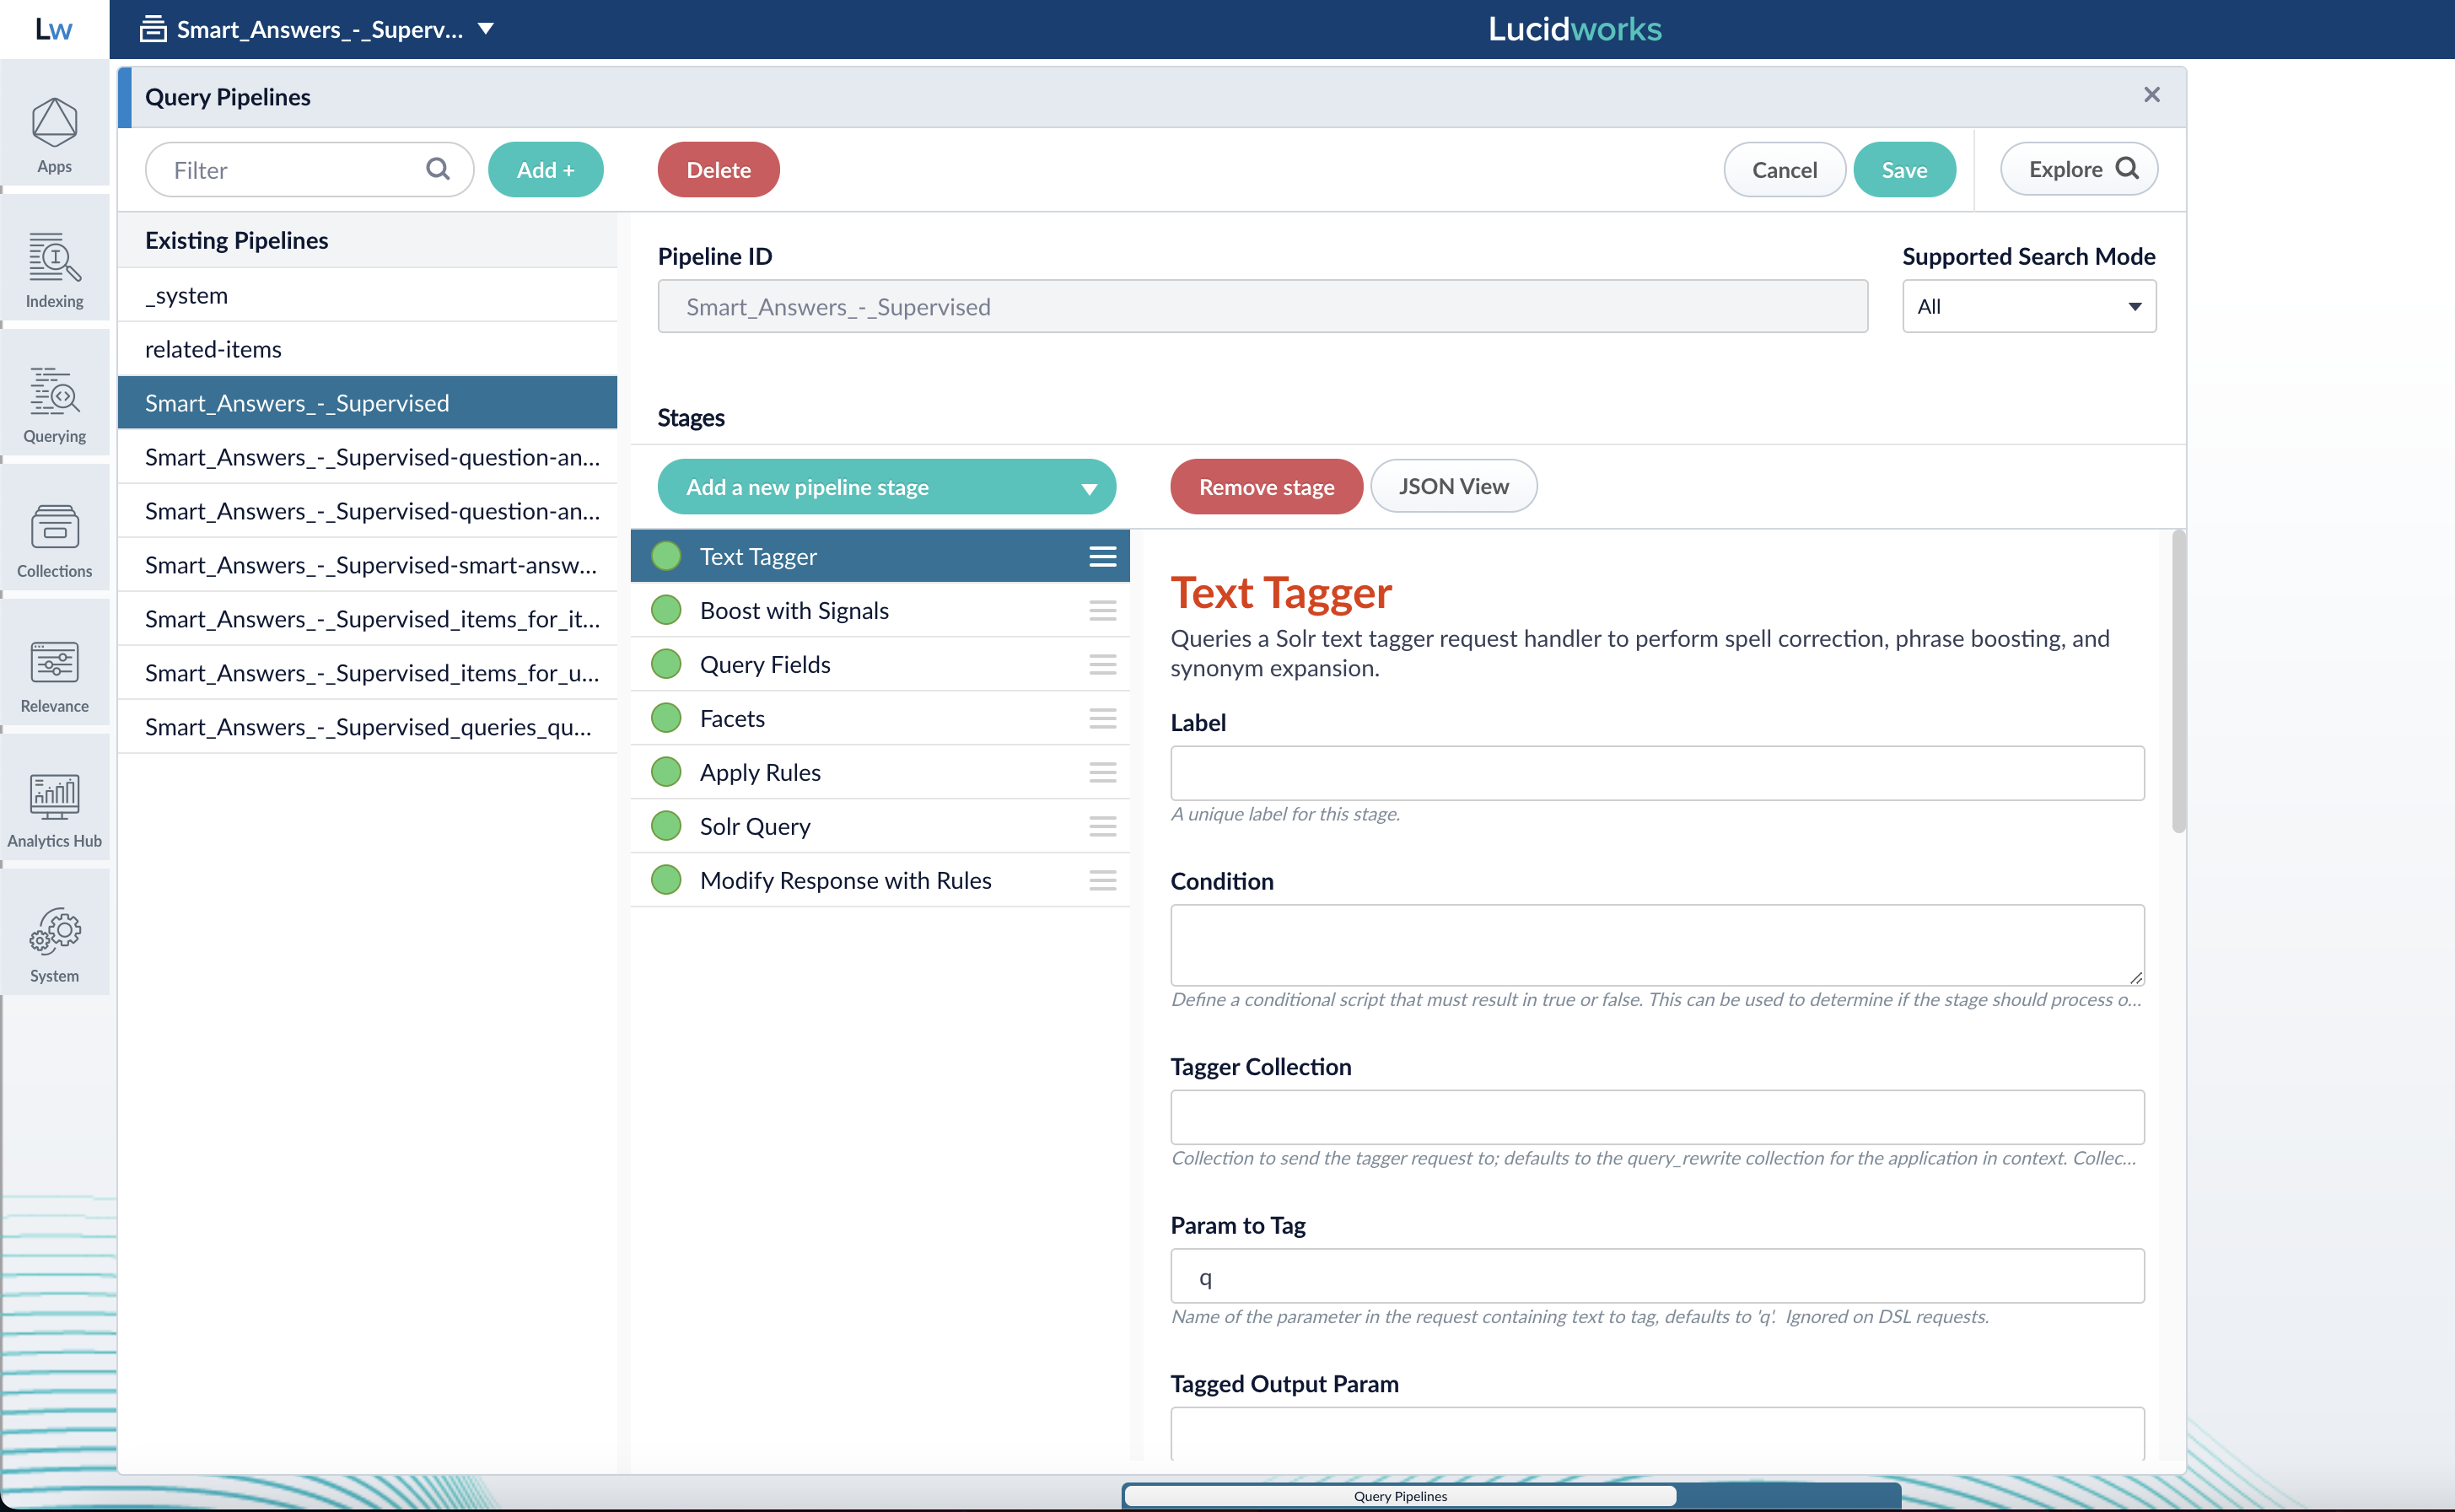 Lw
Smart_Answers_-_Superv...
Lucidworks
Query Pipelines
Filter
Add +
Delete
Cancel
Save
Explore
Apps
Indexing
Querying
Collections
Relevance
Analytics Hub
System
Existing Pipelines
_system
related-items
Smart_Answers_-_Supervised
Smart_Answers_-_Supervised-question-an...
Smart_Answers_-_Supervised-question-an...
Smart_Answers_-_Supervised-smart-answ...
Smart_Answers_-_Supervised_items_for_it...
Smart_Answers_-_Supervised_items_for_u...
Smart_Answers_-_Supervised_queries_qu...
Pipeline ID
Smart_Answers_-_Supervised
Supported Search Mode
All
Stages
Add a new pipeline stage
Remove stage
JSON View
Text Tagger
Boost with Signals
Query Fields
Facets
Apply Rules
Solr Query
Modify Response with Rules
Text Tagger
Queries a Solr text tagger request handler to perform spell correction, phrase boosting, and
synonym expansion.
Label
A unique label for this stage.
Condition
Define a conditional script that must result in true or false. This can be used to determine if the stage should process o...
Tagger Collection
Collection to send the tagger request to; defaults to the query_rewrite collection for the application in context. Collec...
Param to Tag
q
Name of the parameter in the request containing text to tag, defaults to 'q'. Ignored on DSL requests.
Tagged Output Param
Query Pipelines